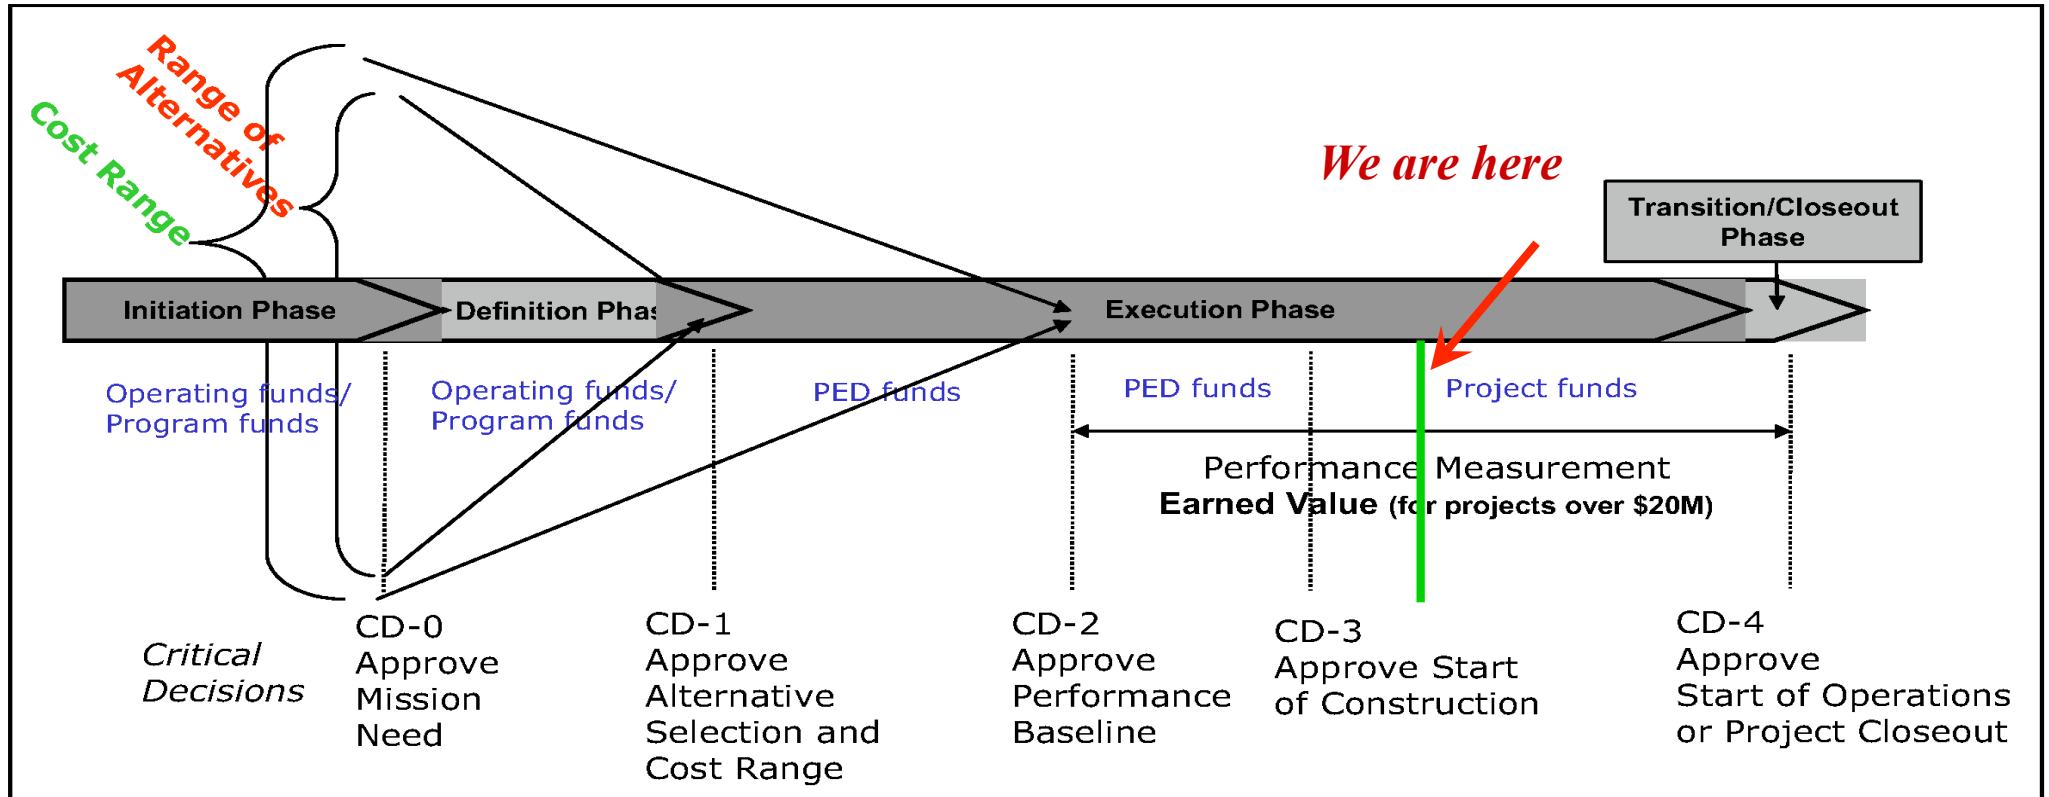 Range of
Alternatives
Cost Range
We are here
Transition/Closeout
Phase
Initiation Phase
Definition Phas
Execution Phase
Operating funds/
Program funds
Operating funds/
Program funds
PED funds
PED funds
Project funds
Performance Measurement
Earned Value (for projects over $20M)
Critical
Decisions
CD-0
Approve
Mission
Need
CD-1
Approve
Alternative
Selection and
Cost Range
CD-2
Approve
Performance
Baseline
CD-3
Approve Start
of Construction
CD-4
Approve
Start of Operations
or Project Closeout